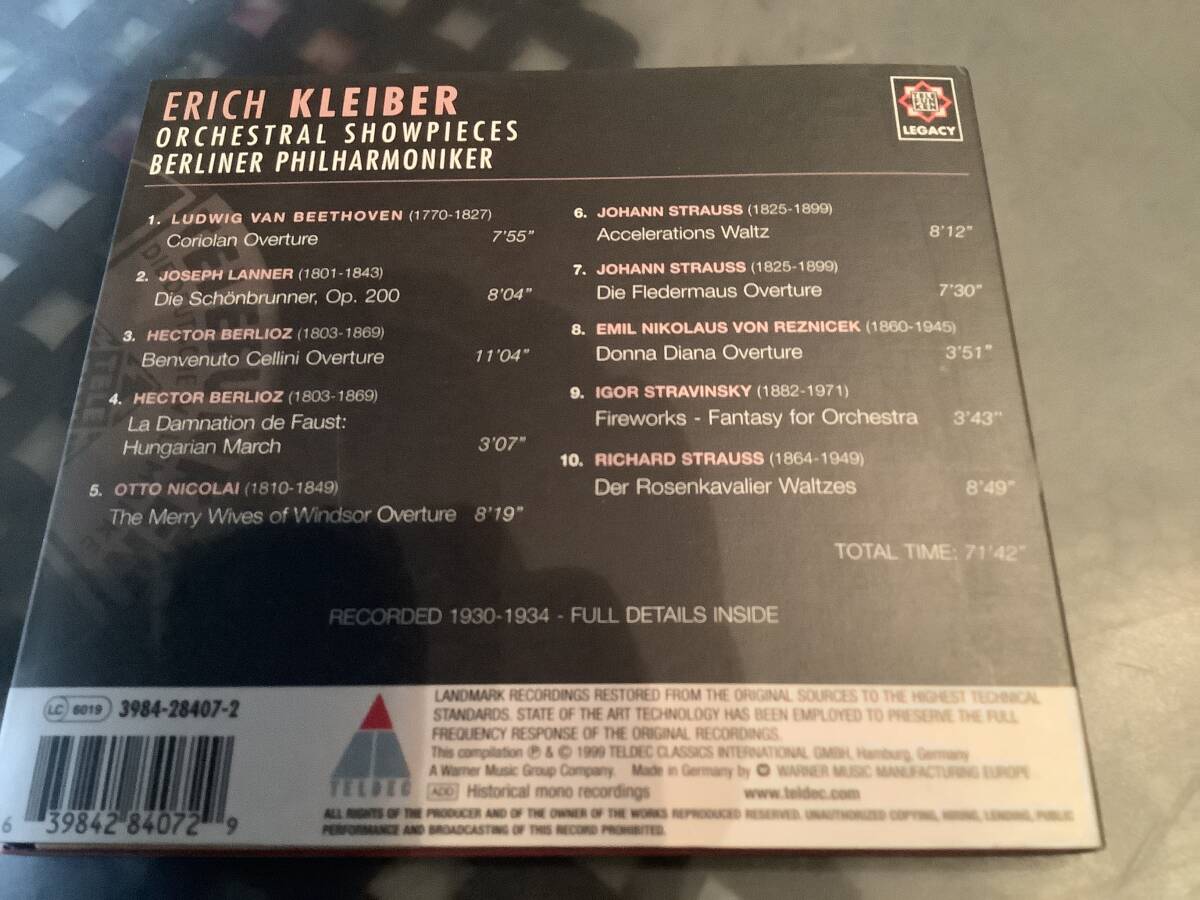 ERICH KLEIBER
ORCHESTRAL SHOWPIECES
BERLINER PHILHARMONIKER
TELE
FUN
KEN
LEGACY
1. LUDWIG VAN BEETHOVEN (1770-1827)
Coriolan Overture 7'55"
2. JOSEPH LANNER (1801-1843)
Die Schönbrunner, Op. 200 8'04"
3. HECTOR BERLIOZ (1803-1869)
Benvenuto Cellini Overture 11'04"
4. HECTOR BERLIOZ (1803-1869)
La Damnation de Faust:
Hungarian March 3'07"
5. OTTO NICOLAI (1810-1849)
The Merry Wives of Windsor Overture 8'19"
6. JOHANN STRAUSS (1825-1899)
Accelerations Waltz 8'12"
7. JOHANN STRAUSS (1825-1899)
Die Fledermaus Overture 7'30"
8. EMIL NIKOLAUS VON REZNICEK (1860-1945)
Donna Diana Overture 3'51"
9. IGOR STRAVINSKY (1882-1971)
Fireworks - Fantasy for Orchestra 3'43"
10. RICHARD STRAUSS (1864-1949)
Der Rosenkavalier Waltzes 8'49"
TOTAL TIME: 71'42"
RECORDED 1930-1934 - FULL DETAILS INSIDE
LC 6019 3984-28407-2
6 39842 84072 9
TELDEC
LANDMARK RECORDINGS RESTORED FROM THE ORIGINAL SOURCES TO THE HIGHEST TECHNICAL
STANDARDS. STATE OF THE ART TECHNOLOGY HAS BEEN EMPLOYED TO PRESERVE THE FULL
FREQUENCY RESPONSE OF THE ORIGINAL RECORDINGS.
This compilation ℗ & © 1999 TELDEC CLASSICS INTERNATIONAL GMBH, Hamburg, Germany
A Warner Music Group Company. Made in Germany by WARNER MUSIC MANUFACTURING EUROPE
ADD Historical mono recordings www.teldec.com
ALL RIGHTS OF THE PRODUCER AND OF THE OWNER OF THE WORKS REPRODUCED RESERVED. UNAUTHORIZED COPYING, HIRING, LENDING, PUBLIC
PERFORMANCE AND BROADCASTING OF THIS RECORD PROHIBITED.